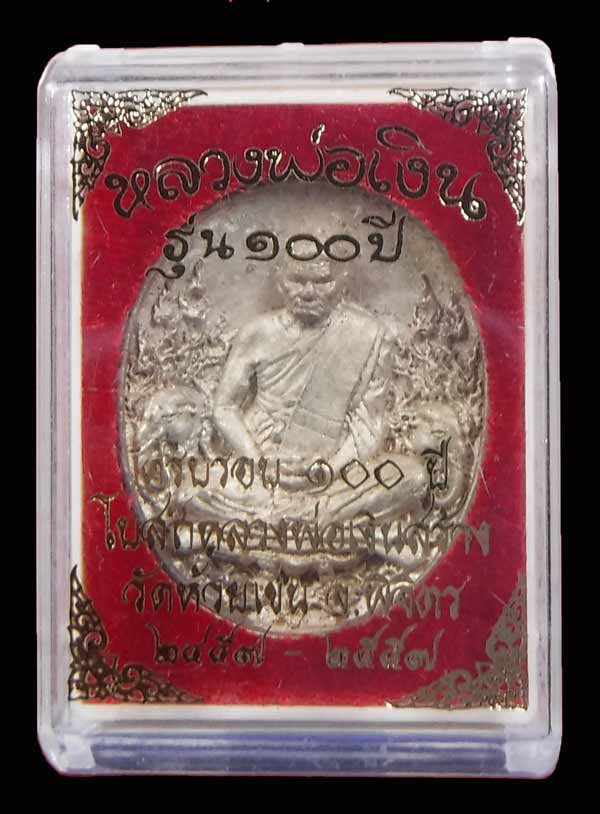 หลวงพ่อเงิน
รุ่น ๑๐๐ ปี
ครบรอบ ๑๐๐ ปี
โบสถ์หลวงพ่อเงินสร้าง
วัดห้วยเขน จ.พิจิตร
๒๔๕๗ - ๒๕๕๗